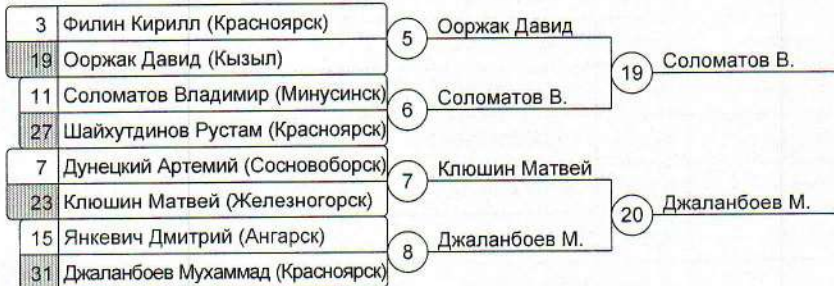 3 Филин Кирилл (Красноярск)
19 Ооржак Давид (Кызыл)
11 Соломатов Владимир (Минусинск)
27 Шайхутдинов Рустам (Красноярск)
7 Дунецкий Артемий (Сосновоборск)
23 Клюшин Матвей (Железногорск)
15 Янкевич Дмитрий (Ангарск)
31 Джаланбоев Мухаммад (Красноярск)
5 Ооржак Давид
6 Соломатов В.
7 Клюшин Матвей
8 Джаланбоев М.
19 Соломатов В.
20 Джаланбоев М.